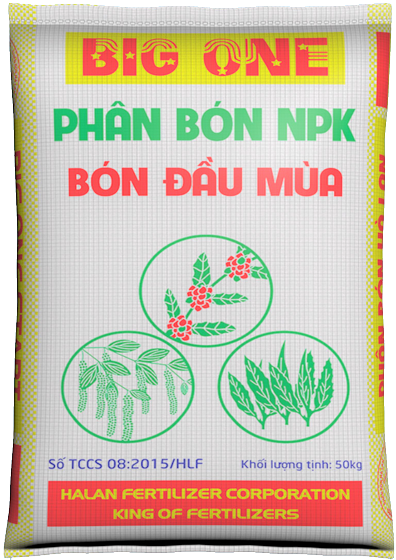 BIG ONE
PHÂN BÓN NPK
BÓN ĐẦU MÙA
Số TCCS 08:2015/HLF
Khối lượng tịnh: 50kg
HALAN FERTILIZER CORPORATION
KING OF FERTILIZERS